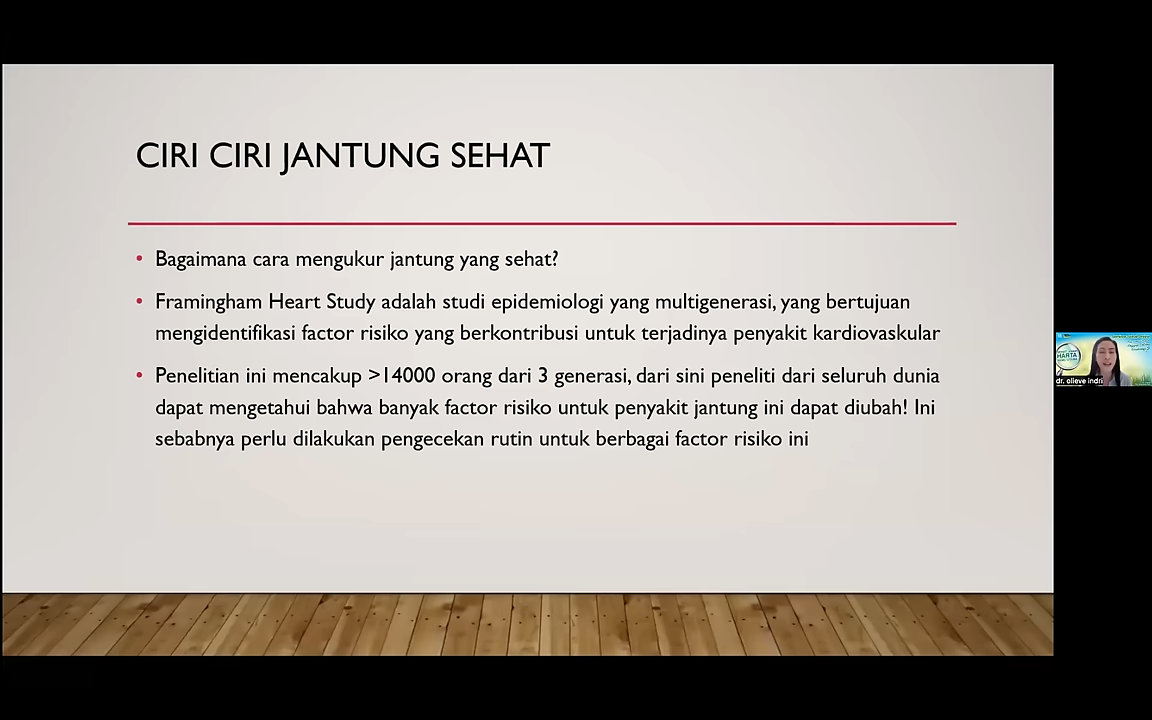 CIRI CIRI JANTUNG SEHAT
• Bagaimana cara mengukur jantung yang sehat?
• Framingham Heart Study adalah studi epidemiologi yang multigenerasi, yang bertujuan
mengidentifikasi factor risiko yang berkontribusi untuk terjadinya penyakit kardiovaskular
• Penelitian ini mencakup >14000 orang dari 3 generasi, dari sini peneliti dari seluruh dunia
dapat mengetahui bahwa banyak factor risiko untuk penyakit jantung ini dapat diubah! Ini
sebabnya perlu dilakukan pengecekan rutin untuk berbagai factor risiko ini
HARTA
dr. olieve indri